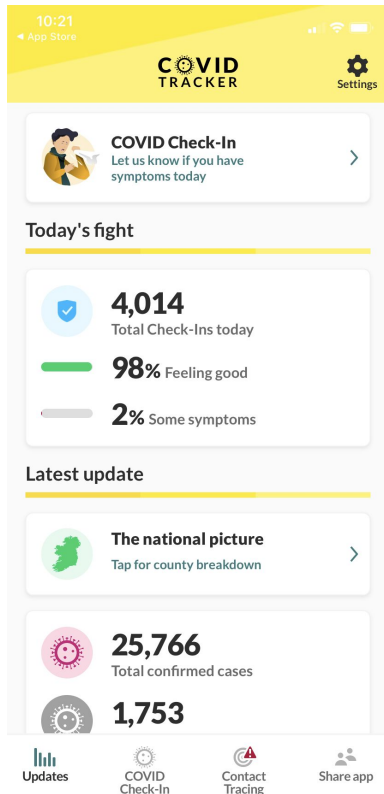 10:21
◀ App Store
COVID
TRACKER
Settings
COVID Check-In
Let us know if you have
symptoms today
Today's fight
4,014
Total Check-Ins today
98% Feeling good
2% Some symptoms
Latest update
The national picture
Tap for county breakdown
25,766
Total confirmed cases
1,753
Updates
COVID
Check-In
Contact
Tracing
Share app